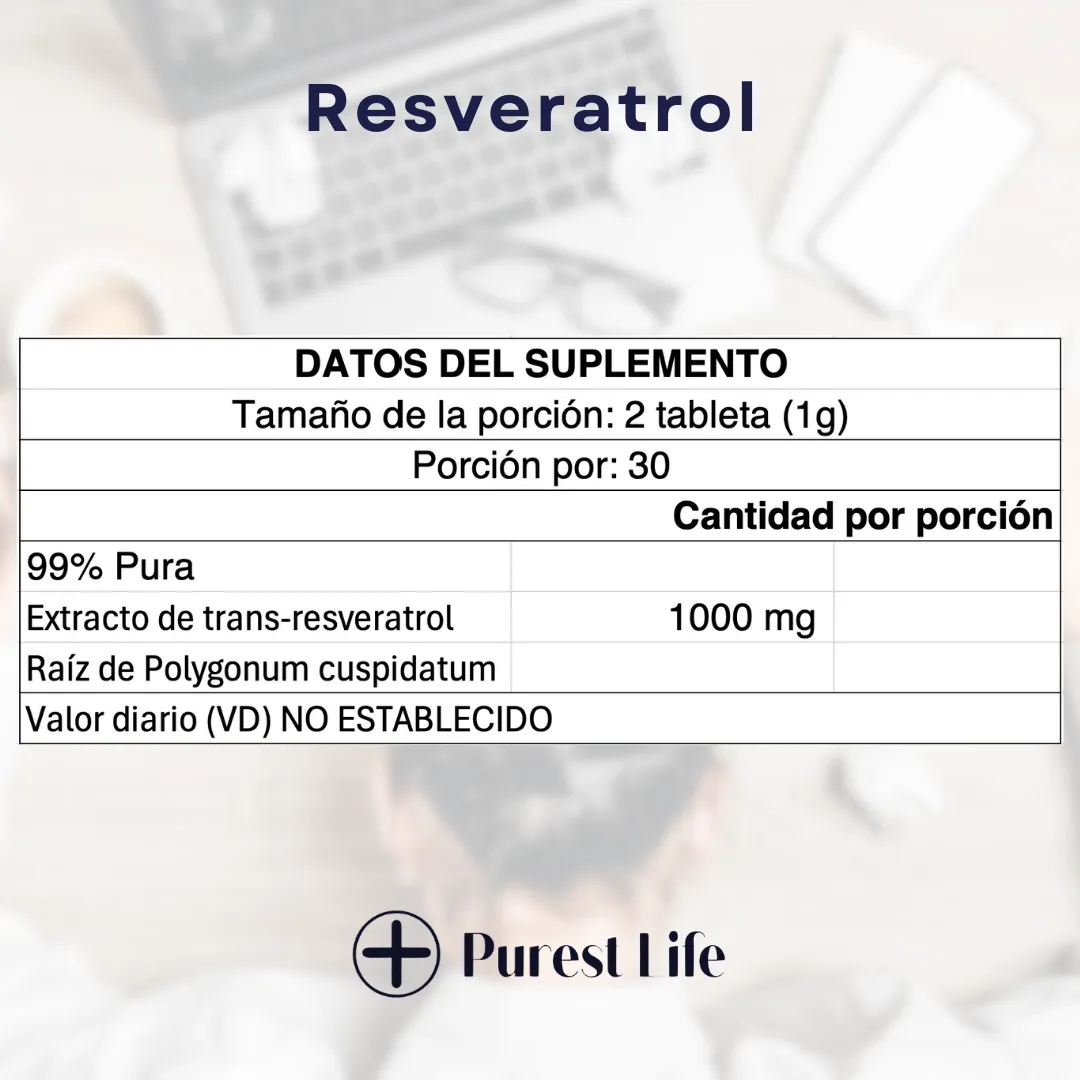 Resveratrol
DATOS DEL SUPLEMENTO
Tamaño de la porción: 2 tableta (1g)
Porción por: 30
Cantidad por porción
99% Pura
Extracto de trans-resveratrol 1000 mg
Raíz de Polygonum cuspidatum
Valor diario (VD) NO ESTABLECIDO
Purest Life